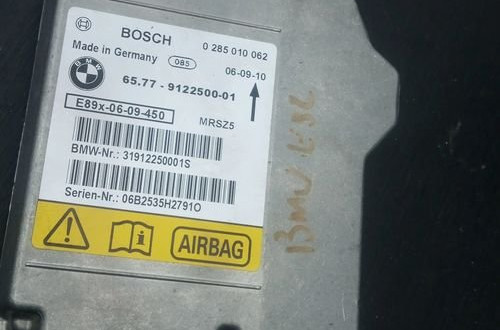 BOSCH
0 285 010 062
Made in Germany
085
06-09-10
BMW
65.77 - 9122500-01
E89x-06-09-450
MRSZ5
BMW-Nr.: 31912250001S
Serien-Nr.: 06B2535H2791O
AIRBAG
BMW